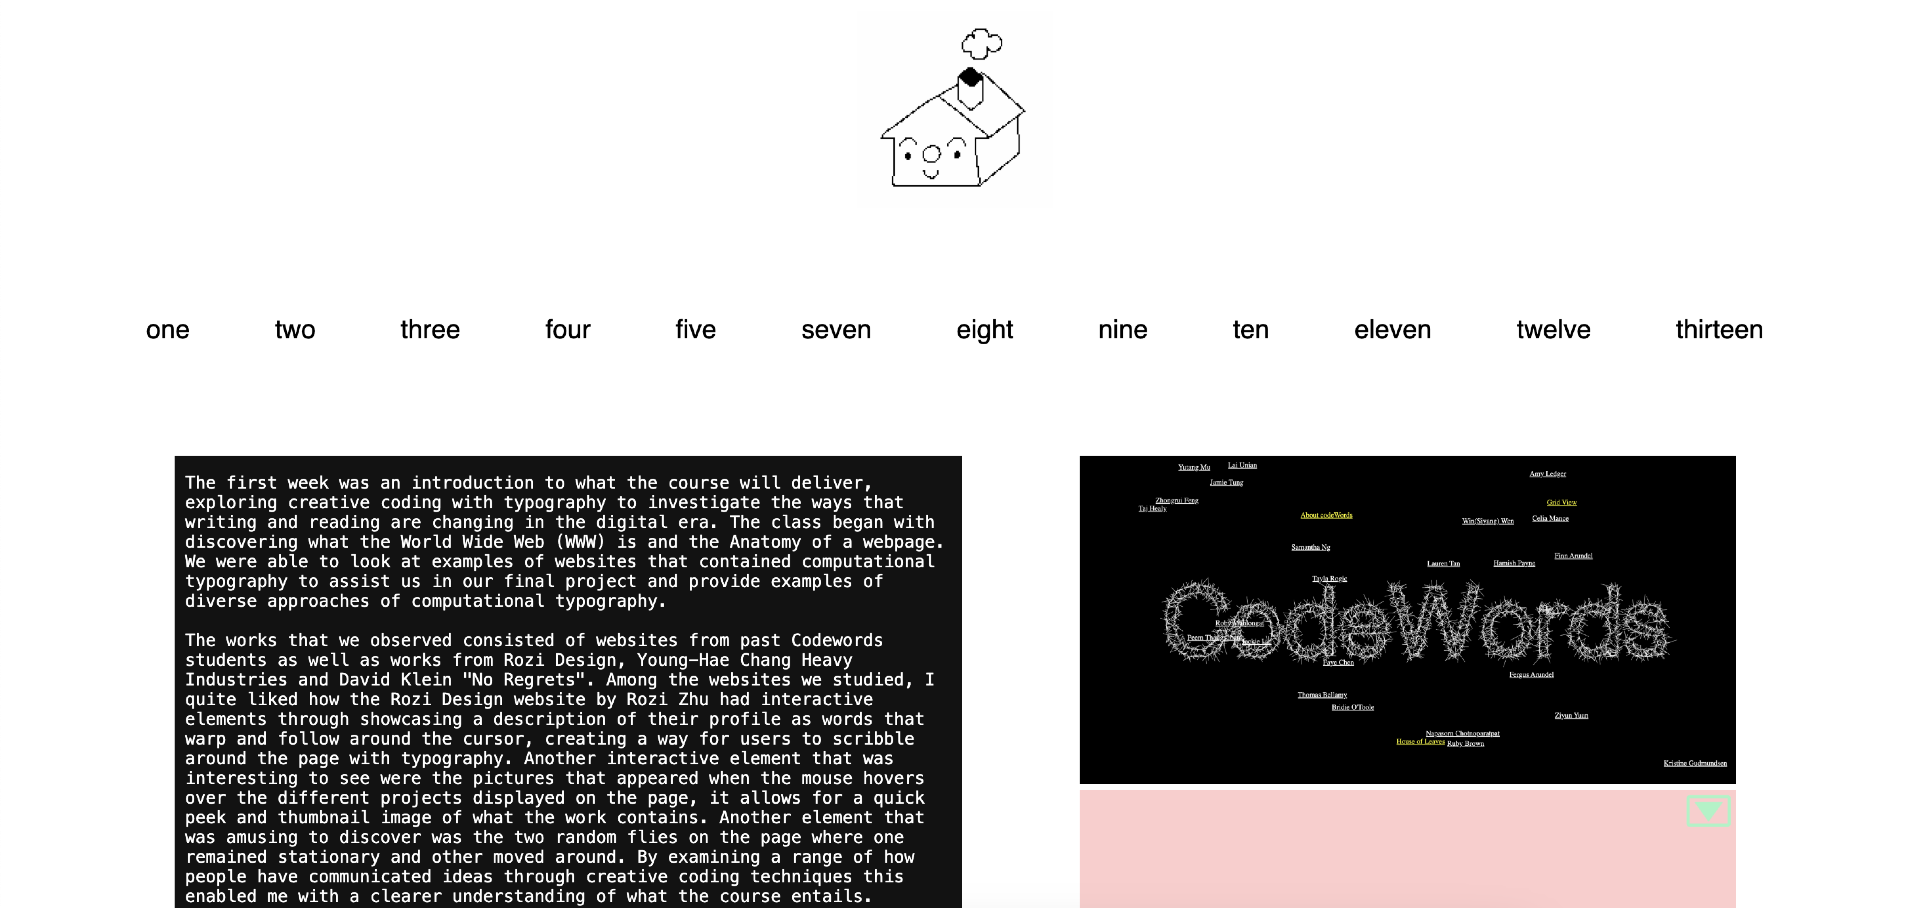 one two three four five seven eight nine ten eleven twelve thirteen
The first week was an introduction to what the course will deliver,
exploring creative coding with typography to investigate the ways that
writing and reading are changing in the digital era. The class began with
discovering what the World Wide Web (WWW) is and the Anatomy of a webpage.
We were able to look at examples of websites that contained computational
typography to assist us in our final project and provide examples of
diverse approaches of computational typography.
The works that we observed consisted of websites from past Codewords
students as well as works from Rozi Design, Young-Hae Chang Heavy
Industries and David Klein "No Regrets". Among the websites we studied, I
quite liked how the Rozi Design website by Rozi Zhu had interactive
elements through showcasing a description of their profile as words that
warp and follow around the cursor, creating a way for users to scribble
around the page with typography. Another interactive element that was
interesting to see were the pictures that appeared when the mouse hovers
over the different projects displayed on the page, it allows for a quick
peek and thumbnail image of what the work contains. Another element that
was amusing to discover was the two random flies on the page where one
remained stationary and other moved around. By examining a range of how
people have communicated ideas through creative coding techniques this
enabled me with a clearer understanding of what the course entails.
Yutang Mu
Lai Unian
Jamie Tung
Amy Ledger
Zhongrui Feng
Taj Healy
Grid View
About codeWords
Win(Siyang) Wen
Celia Mance
Samantha Ng
Finn Arundel
Lauren Tan
Hamish Payne
Tayla Rogic
CodeWords
Faye Chen
Fergus Arundel
Thomas Bellamy
Bridie O'Toole
Ziyun Yuan
Napasorn Chotnoparatpat
House of Leaves
Ruby Brown
Kristine Gudmundsen